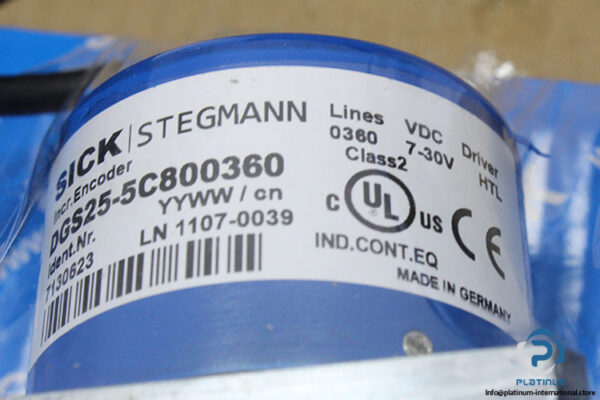 SICK | STEGMANN
Incr.Encoder
DGS25-5C800360
Ident.Nr. YYWW / cn
7130623 LN 1107-0039
Lines VDC Driver
0360 7-30V HTL
Class2
C UL US CE
IND.CONT.EQ
MADE IN GERMANY
PLATINUM
Info@platinum-international.store